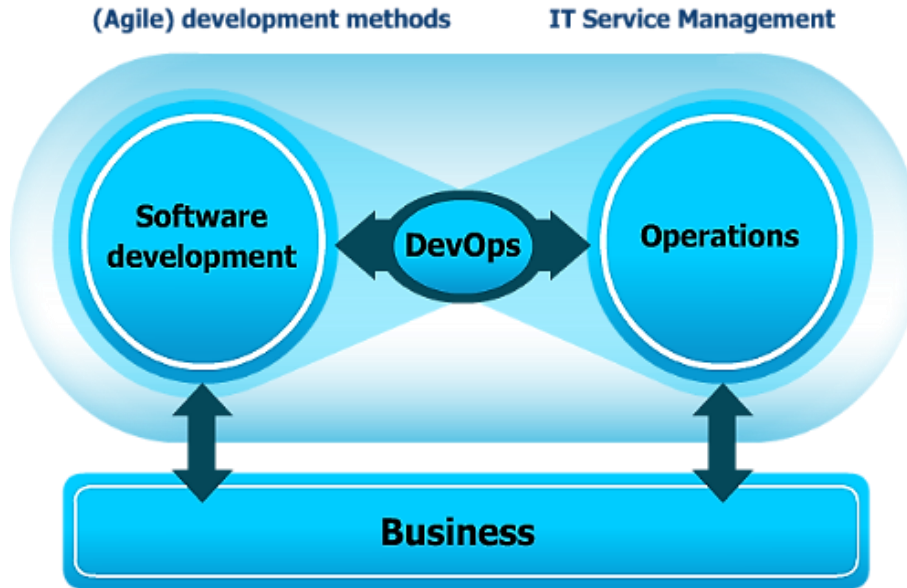 (Agile) development methods
IT Service Management
Software
development
DevOps
Operations
Business